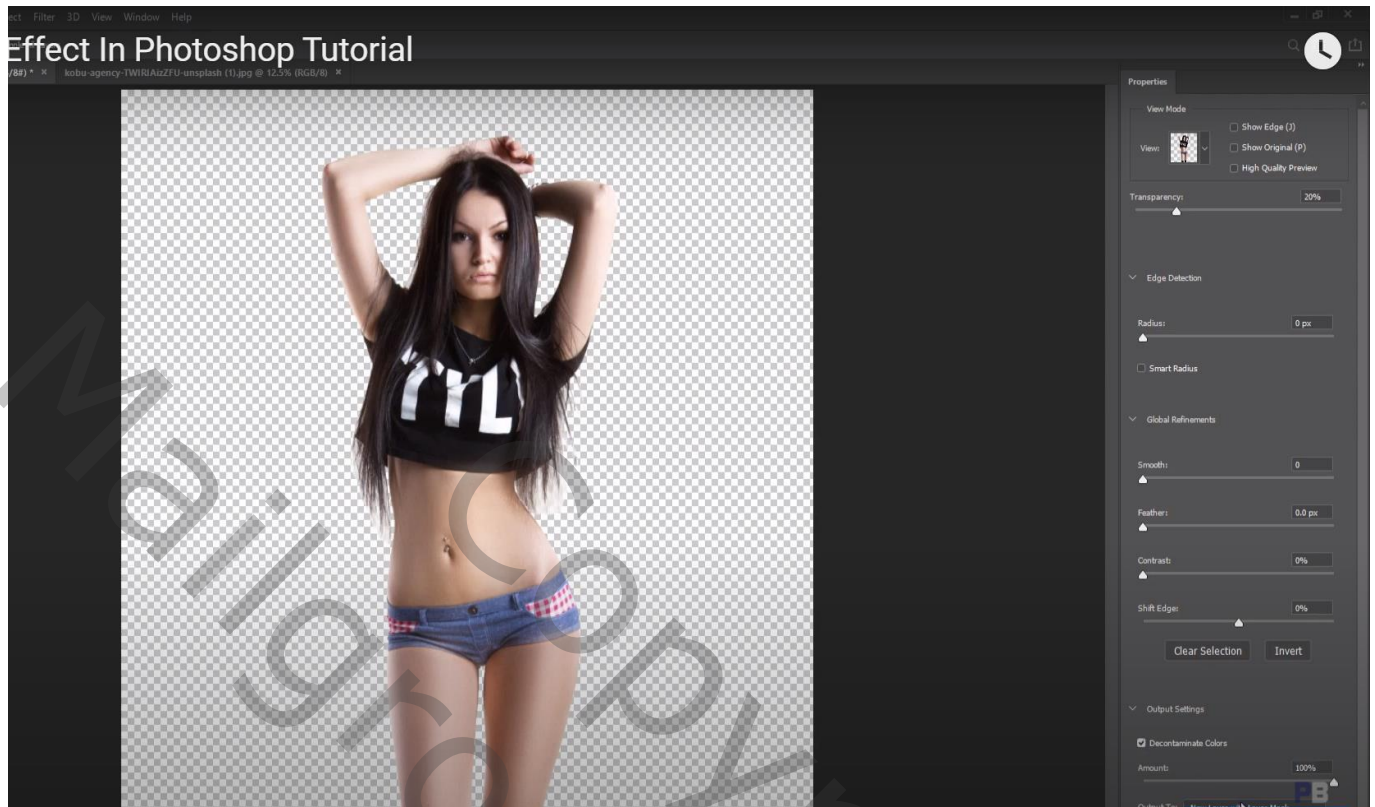 ect Filter 3D View Window Help
Effect In Photoshop Tutorial
/8#) * × kobu-agency-TWIRIAizZFU-unsplash (1).jpg @ 12.5% (RGB/8) ×
Properties
View Mode
Show Edge (J)
View:
Show Original (P)
High Quality Preview
Transparency: 20%
Edge Detection
Radius: 0 px
Smart Radius
Global Refinements
Smooth: 0
Feather: 0.0 px
Contrast: 0%
Shift Edge: 0%
Clear Selection Invert
Output Settings
Decontaminate Colors
Amount: 100%
PB
TYL